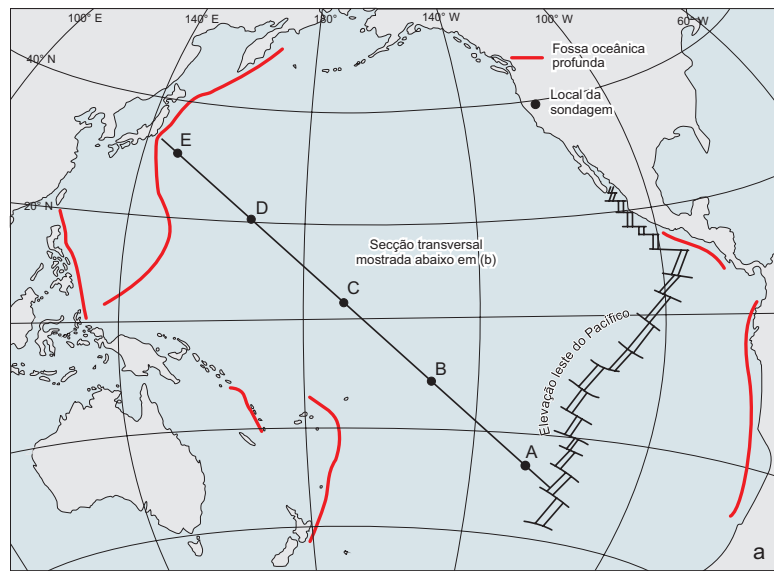 100° E
140° E
180°
140° W
100° W
60° W
40° N
20° N
Fossa oceânica
profunda
Local da
sondagem
E
D
C
B
A
Secção transversal
mostrada abaixo em (b)
Elevação leste do Pacífico
a